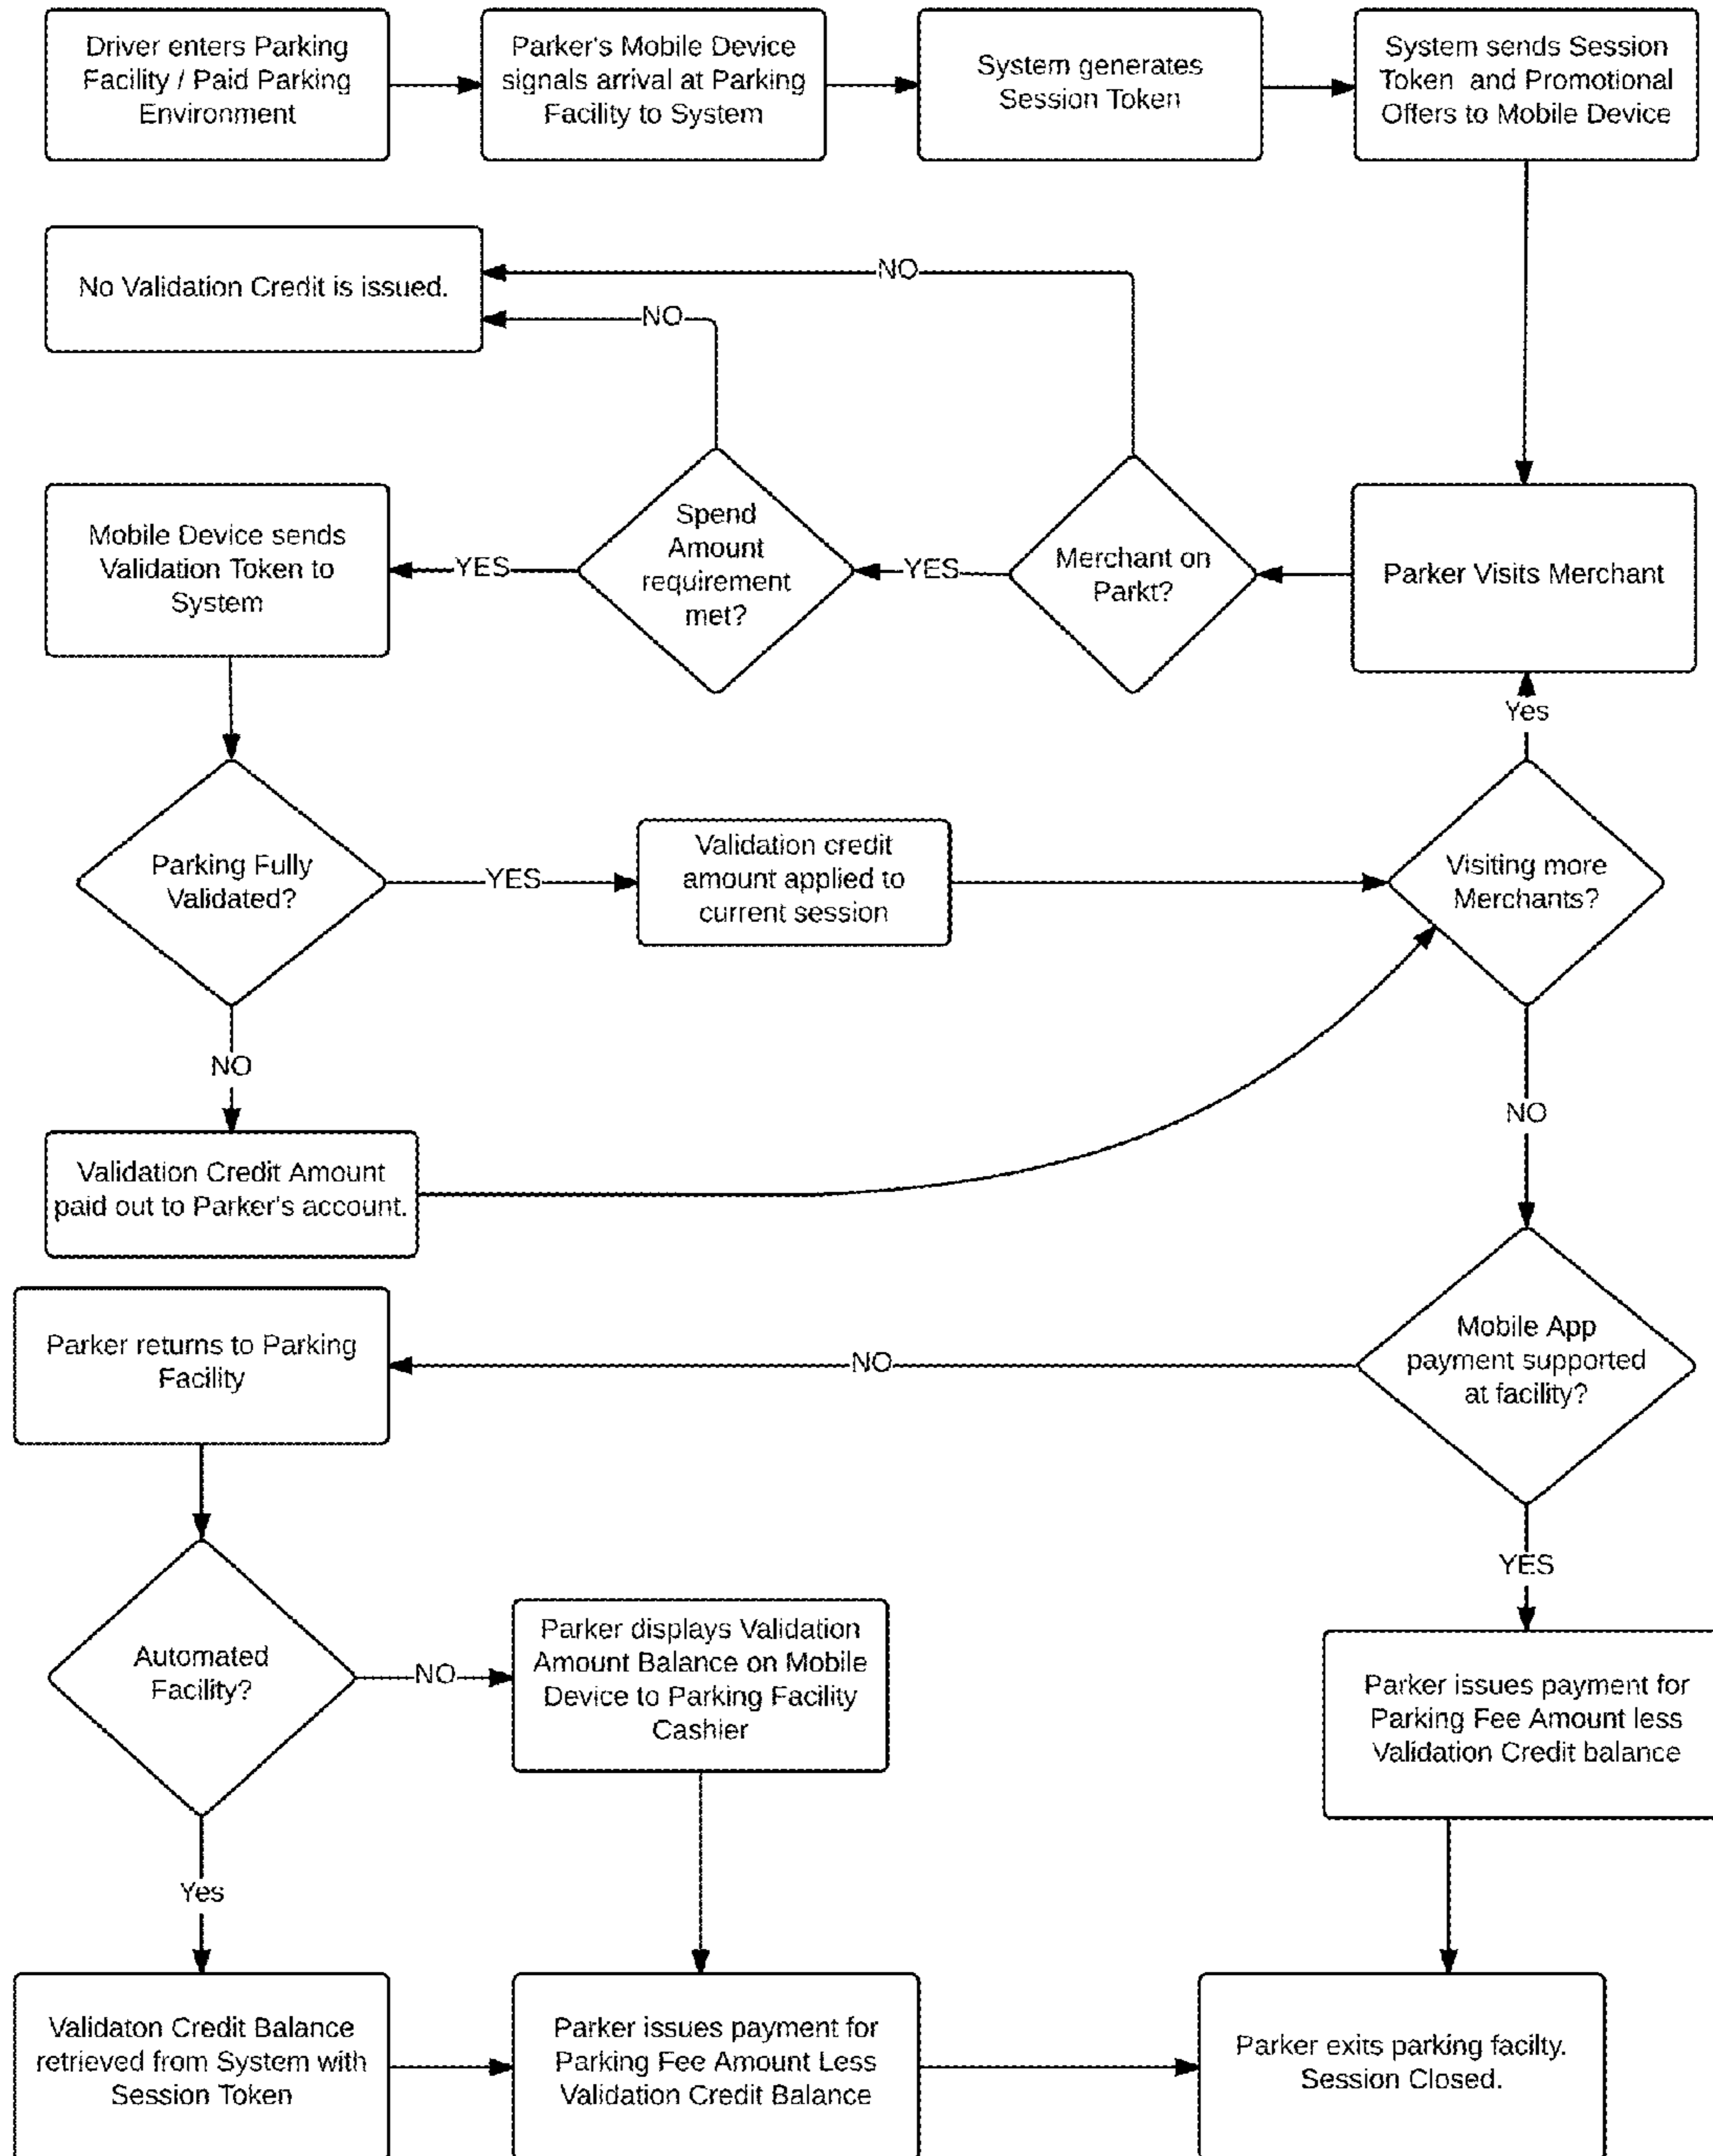 Driver enters Parking
Facility / Paid Parking
Environment
Parker's Mobile Device
signals arrival at Parking
Facility to System
System generates
Session Token
System sends Session
Token and Promotional
Offers to Mobile Device
No Validation Credit is issued.
NO
NO
Mobile Device sends
Validation Token to
System
YES
Spend
Amount
requirement
met?
YES
Merchant on
Parkt?
Parker Visits Merchant
Yes
Parking Fully
Validated?
YES
Validation credit
amount applied to
current session
Visiting more
Merchants?
NO
NO
Validation Credit Amount
paid out to Parker's account.
Parker returns to Parking
Facility
NO
Mobile App
payment supported
at facility?
YES
Automated
Facility?
NO
Parker displays Validation
Amount Balance on Mobile
Device to Parking Facility
Cashier
Parker issues payment for
Parking Fee Amount less
Validation Credit balance
Yes
Validaton Credit Balance
retrieved from System with
Session Token
Parker issues payment for
Parking Fee Amount Less
Validation Credit Balance
Parker exits parking facilty.
Session Closed.